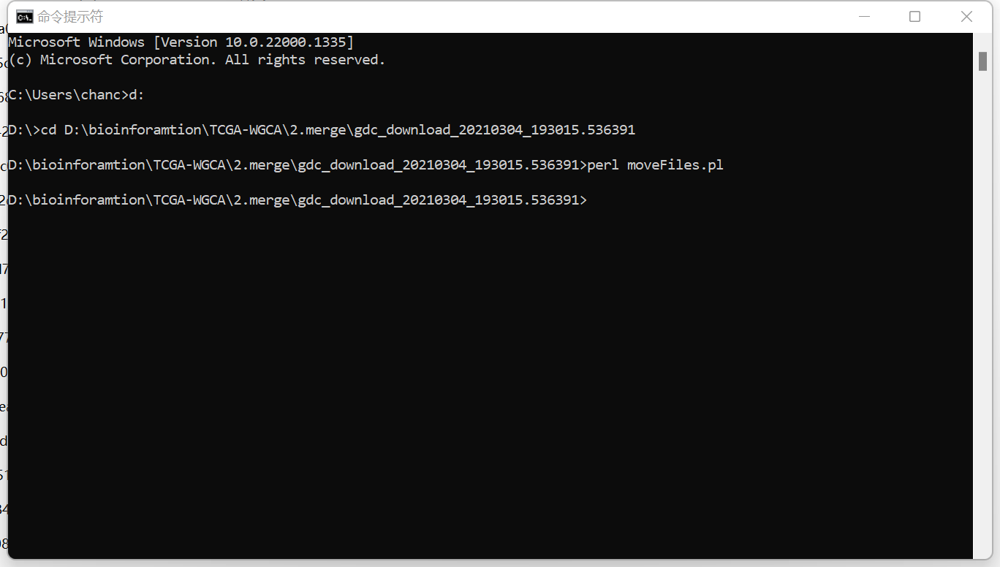 命令提示符
Microsoft Windows [Version 10.0.22000.1335]
(c) Microsoft Corporation. All rights reserved.
C:\Users\chanc>d:
D:\>cd D:\bioinforamtion\TCGA-WGCA\2.merge\gdc_download_20210304_193015.536391
D:\bioinforamtion\TCGA-WGCA\2.merge\gdc_download_20210304_193015.536391>perl moveFiles.pl
D:\bioinforamtion\TCGA-WGCA\2.merge\gdc_download_20210304_193015.536391>